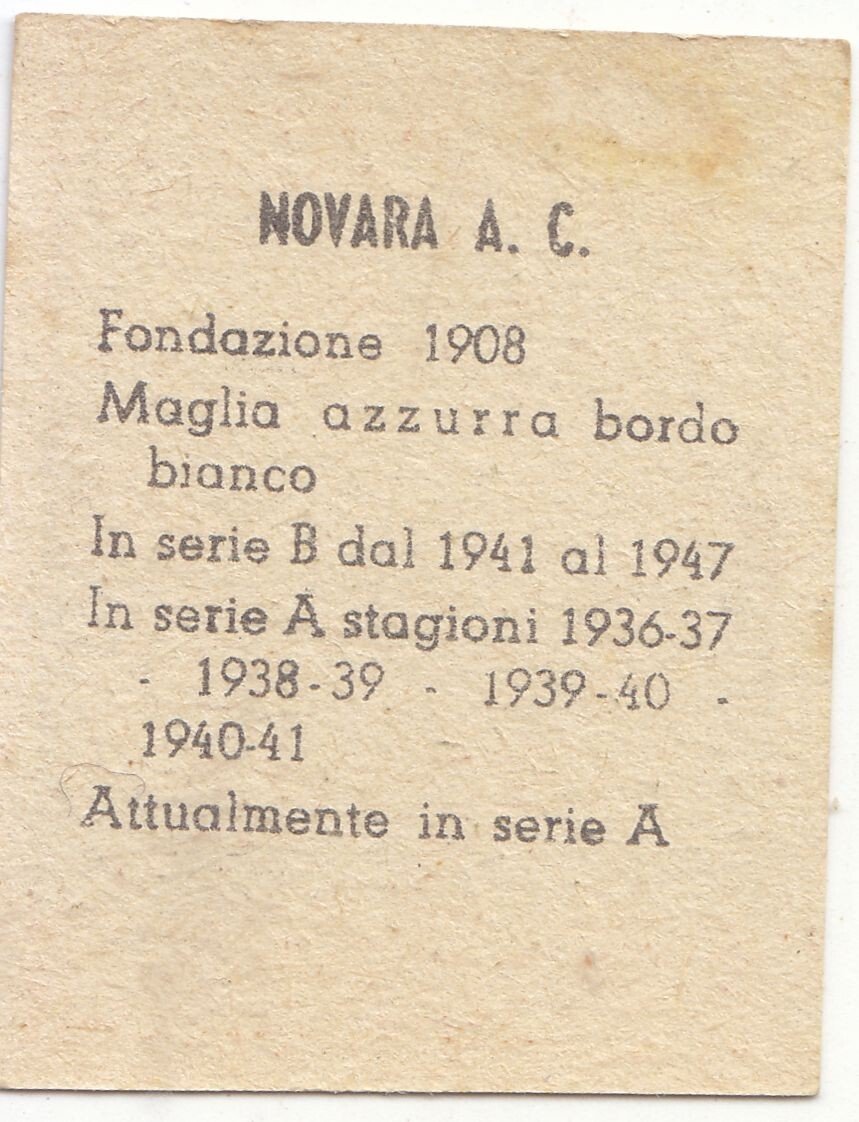 NOVARA A. C.
Fondazione 1908
Maglia azzurra bordo
bianco
In serie B dal 1941 al 1947
In serie A stagioni 1936-37
- 1938-39 - 1939-40 -
1940-41
Attualmente in serie A